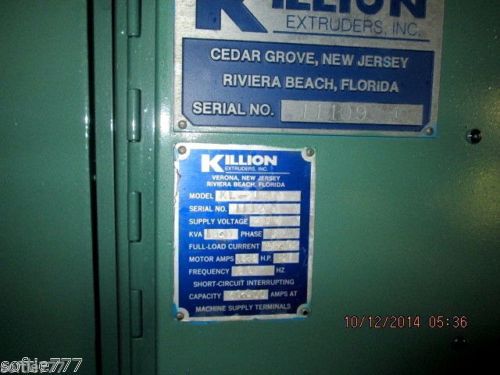 KILLION
EXTRUDERS, INC.
CEDAR GROVE, NEW JERSEY
RIVIERA BEACH, FLORIDA
SERIAL NO.
KILLION
EXTRUDERS, INC.
VERONA, NEW JERSEY
RIVIERA BEACH, FLORIDA
MODEL
SERIAL NO.
SUPPLY VOLTAGE
KVA PHASE
FULL-LOAD CURRENT
MOTOR AMPS H.P.
FREQUENCY HZ
SHORT-CIRCUIT INTERRUPTING
CAPACITY AMPS AT
MACHINE SUPPLY TERMINALS
10/12/2014 05:36
sofie777